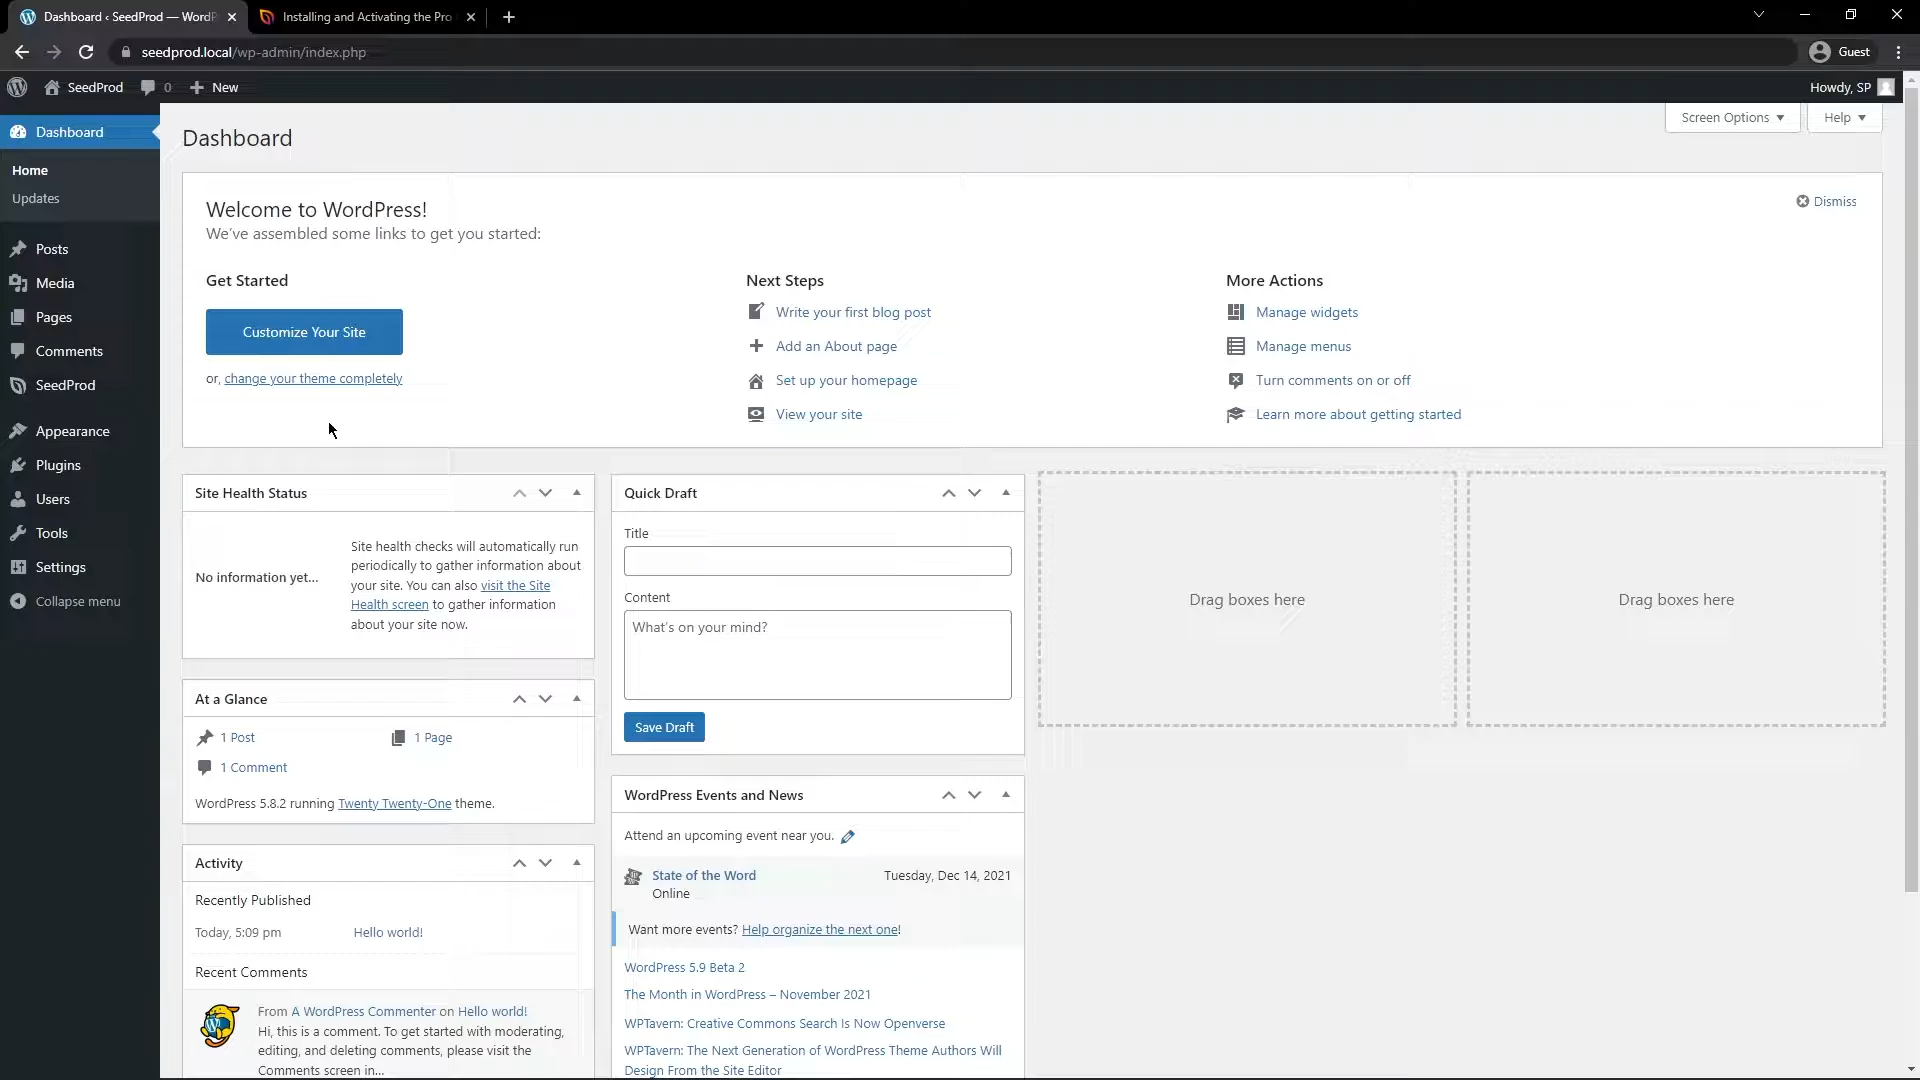 Dashboard ‹ SeedProd — WordP
Installing and Activating the Pro
seedprod.local/wp-admin/index.php
Guest
SeedProd
0
New
Howdy, SP
Dashboard
Home
Updates
Posts
Media
Pages
Comments
SeedProd
Appearance
Plugins
Users
Tools
Settings
Collapse menu
Dashboard
Screen Options
Help
Welcome to WordPress!
We've assembled some links to get you started:
Dismiss
Get Started
Customize Your Site
or, change your theme completely
Next Steps
Write your first blog post
Add an About page
Set up your homepage
View your site
More Actions
Manage widgets
Manage menus
Turn comments on or off
Learn more about getting started
Site Health Status
No information yet...
Site health checks will automatically run
periodically to gather information about
your site. You can also visit the Site
Health screen to gather information
about your site now.
At a Glance
1 Post
1 Page
1 Comment
WordPress 5.8.2 running Twenty Twenty-One theme.
Activity
Recently Published
Today, 5:09 pm
Hello world!
Recent Comments
From A WordPress Commenter on Hello world!
Hi, this is a comment. To get started with moderating,
editing, and deleting comments, please visit the
Comments screen in...
Quick Draft
Title
Content
What's on your mind?
Save Draft
WordPress Events and News
Attend an upcoming event near you.
State of the Word
Tuesday, Dec 14, 2021
Online
Want more events? Help organize the next one!
WordPress 5.9 Beta 2
The Month in WordPress – November 2021
WPTavern: Creative Commons Search Is Now Openverse
WPTavern: The Next Generation of WordPress Theme Authors Will
Design From the Site Editor
Drag boxes here
Drag boxes here